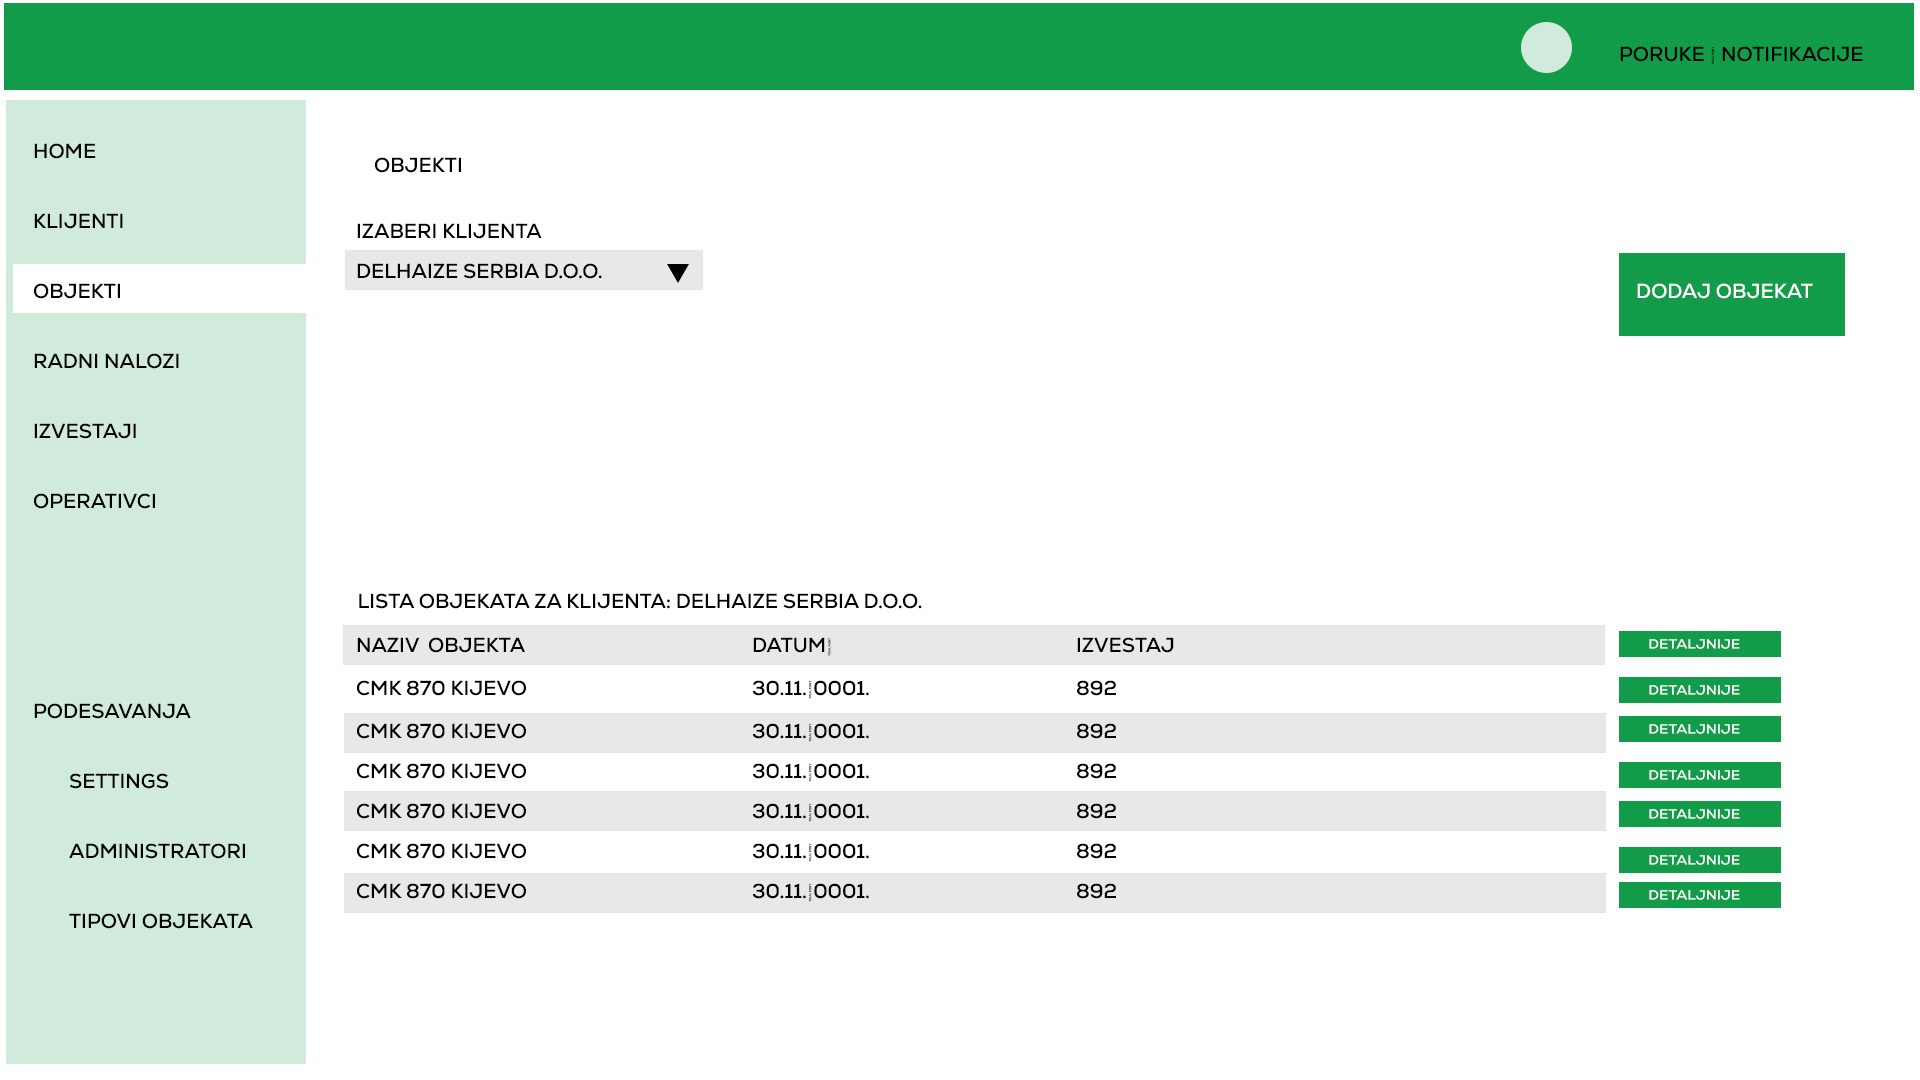 PORUKE | NOTIFIKACIJE
HOME
KLIJENTI
OBJEKTI
RADNI NALOZI
IZVESTAJI
OPERATIVCI
PODESAVANJA
SETTINGS
ADMINISTRATORI
TIPOVI OBJEKATA
OBJEKTI
IZABERI KLIJENTA
DELHAIZE SERBIA D.O.O.
DODAJ OBJEKAT
LISTA OBJEKATA ZA KLIJENTA: DELHAIZE SERBIA D.O.O.
NAZIV OBJEKTA DATUM IZVESTAJ DETALJNIJE
CMK 870 KIJEVO 30.11. 0001. 892 DETALJNIJE
CMK 870 KIJEVO 30.11. 0001. 892 DETALJNIJE
CMK 870 KIJEVO 30.11. 0001. 892 DETALJNIJE
CMK 870 KIJEVO 30.11. 0001. 892 DETALJNIJE
CMK 870 KIJEVO 30.11. 0001. 892 DETALJNIJE
CMK 870 KIJEVO 30.11. 0001. 892 DETALJNIJE